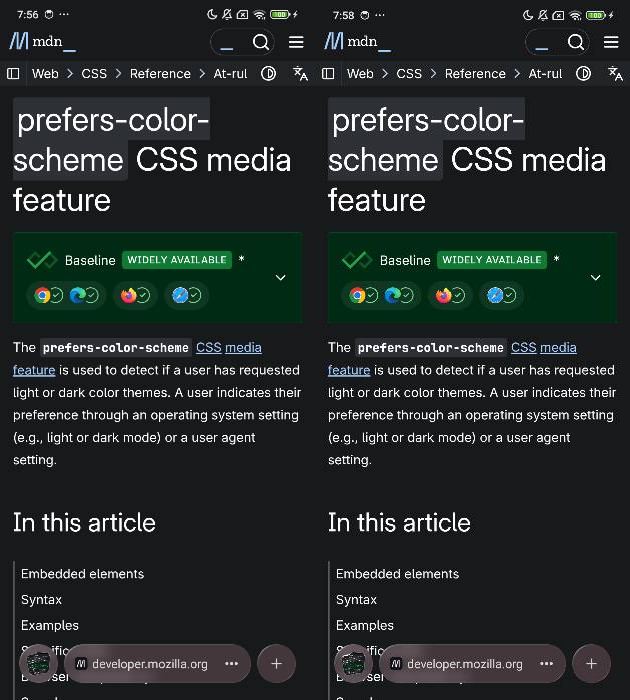 7:56
mdn_
Web > CSS > Reference > At-rul
prefers-color-
scheme CSS media
feature
Baseline WIDELY AVAILABLE *
The prefers-color-scheme CSS media
feature is used to detect if a user has requested
light or dark color themes. A user indicates their
preference through an operating system setting
(e.g., light or dark mode) or a user agent
setting.
In this article
Embedded elements
Syntax
Examples
developer.mozilla.org
7:58
mdn_
Web > CSS > Reference > At-rul
prefers-color-
scheme CSS media
feature
Baseline WIDELY AVAILABLE *
The prefers-color-scheme CSS media
feature is used to detect if a user has requested
light or dark color themes. A user indicates their
preference through an operating system setting
(e.g., light or dark mode) or a user agent
setting.
In this article
Embedded elements
Syntax
Examples
developer.mozilla.org